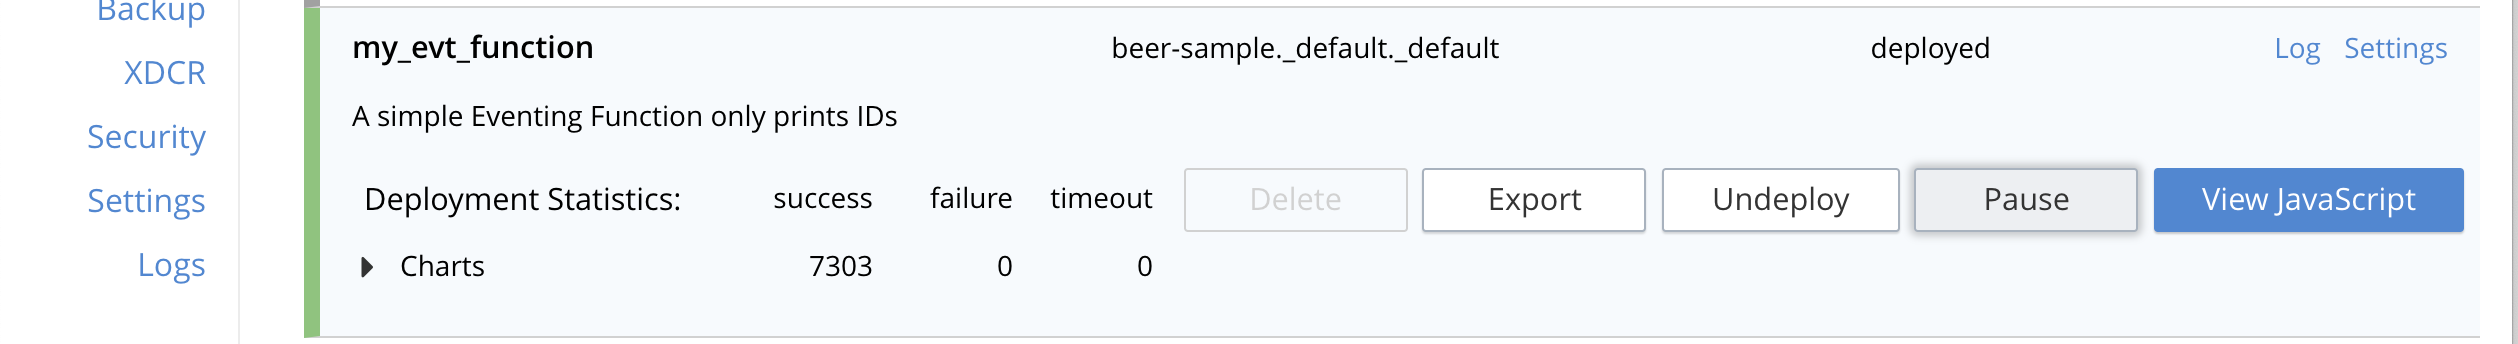 Backup
XDCR
Security
Settings
Logs
my_evt_function beer-sample._default._default deployed Log Settings
A simple Eventing Function only prints IDs
Deployment Statistics: success failure timeout Delete Export Undeploy Pause View JavaScript
Charts 7303 0 0